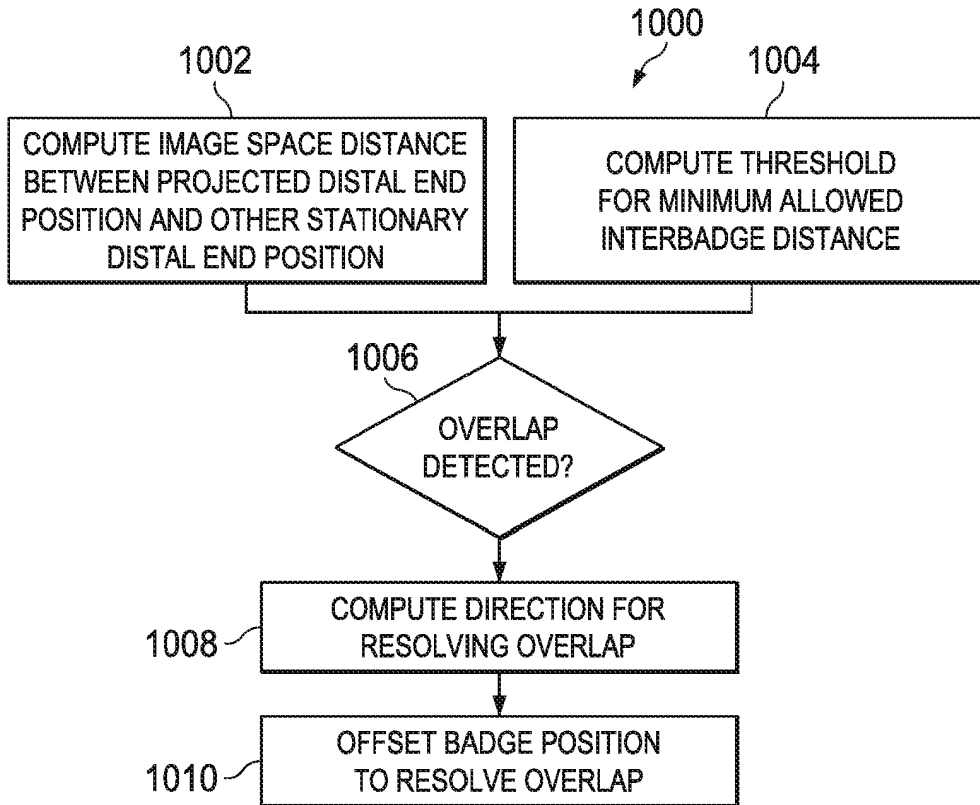 1000
1002
1004
COMPUTE IMAGE SPACE DISTANCE
BETWEEN PROJECTED DISTAL END
POSITION AND OTHER STATIONARY
DISTAL END POSITION
COMPUTE THRESHOLD
FOR MINIMUM ALLOWED
INTERBADGE DISTANCE
1006
OVERLAP
DETECTED?
1008
COMPUTE DIRECTION FOR
RESOLVING OVERLAP
1010
OFFSET BADGE POSITION
TO RESOLVE OVERLAP